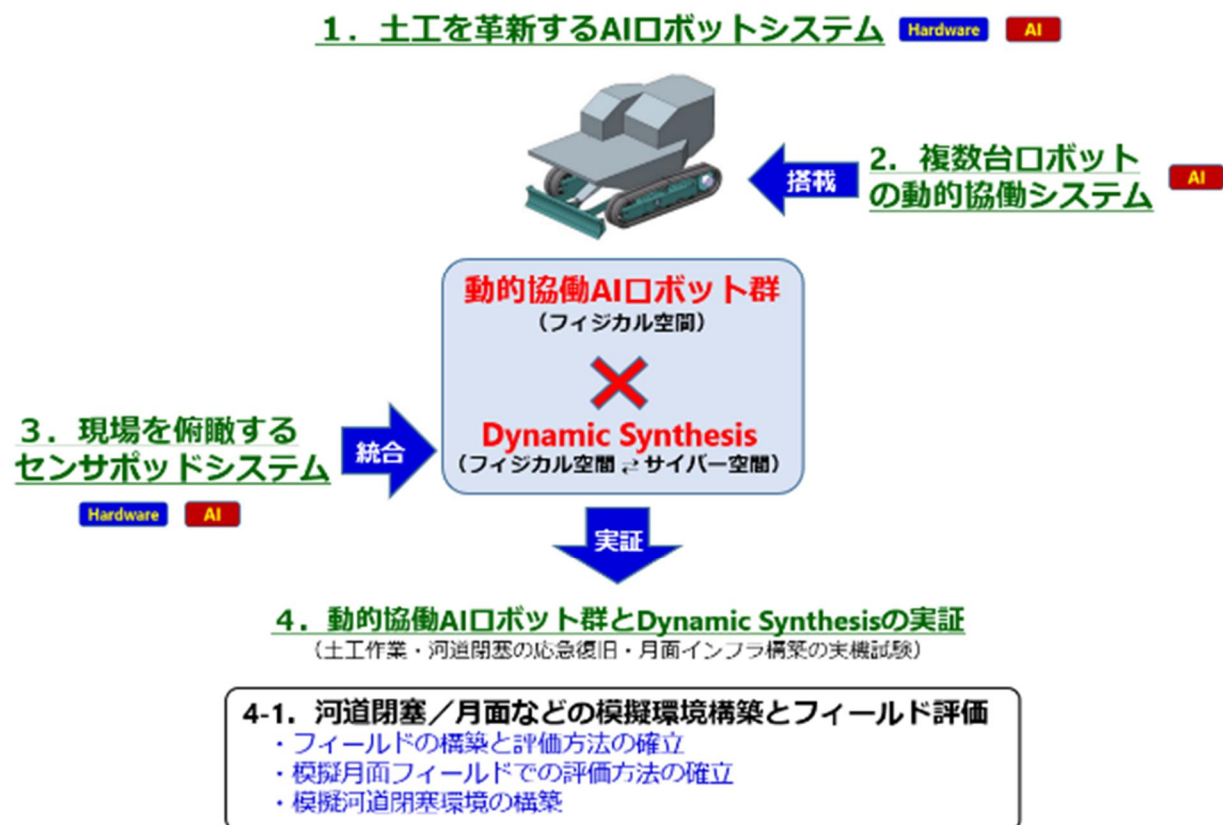 1．土工を革新するAIロボットシステム Hardware AI
搭載
2．複数台ロボット
の動的協働システム AI
動的協働AIロボット群
（フィジカル空間）
Dynamic Synthesis
（フィジカル空間 ⇄ サイバー空間）
3．現場を俯瞰する
センサポッドシステム
Hardware AI
統合
実証
4．動的協働AIロボット群とDynamic Synthesisの実証
（土工作業・河道閉塞の応急復旧・月面インフラ構築の実機試験）
4-1．河道閉塞／月面などの模擬環境構築とフィールド評価
・フィールドの構築と評価方法の確立
・模擬月面フィールドでの評価方法の確立
・模擬河道閉塞環境の構築